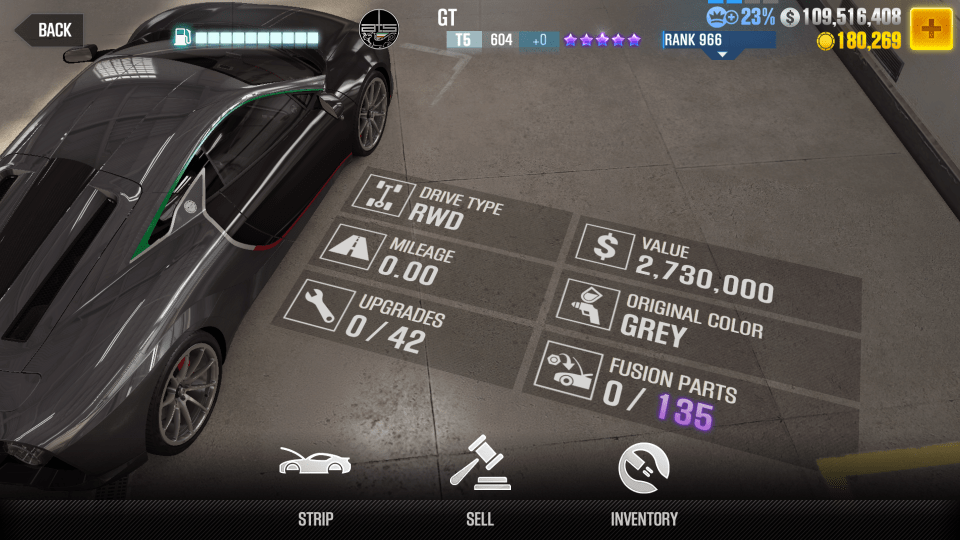 BACK
GT
T5 604 +0
RANK 966
23%
109,516,408
180,269
DRIVE TYPE
RWD
MILEAGE
0.00
UPGRADES
0 / 42
VALUE
2,730,000
ORIGINAL COLOR
GREY
FUSION PARTS
0 / 135
STRIP
SELL
INVENTORY